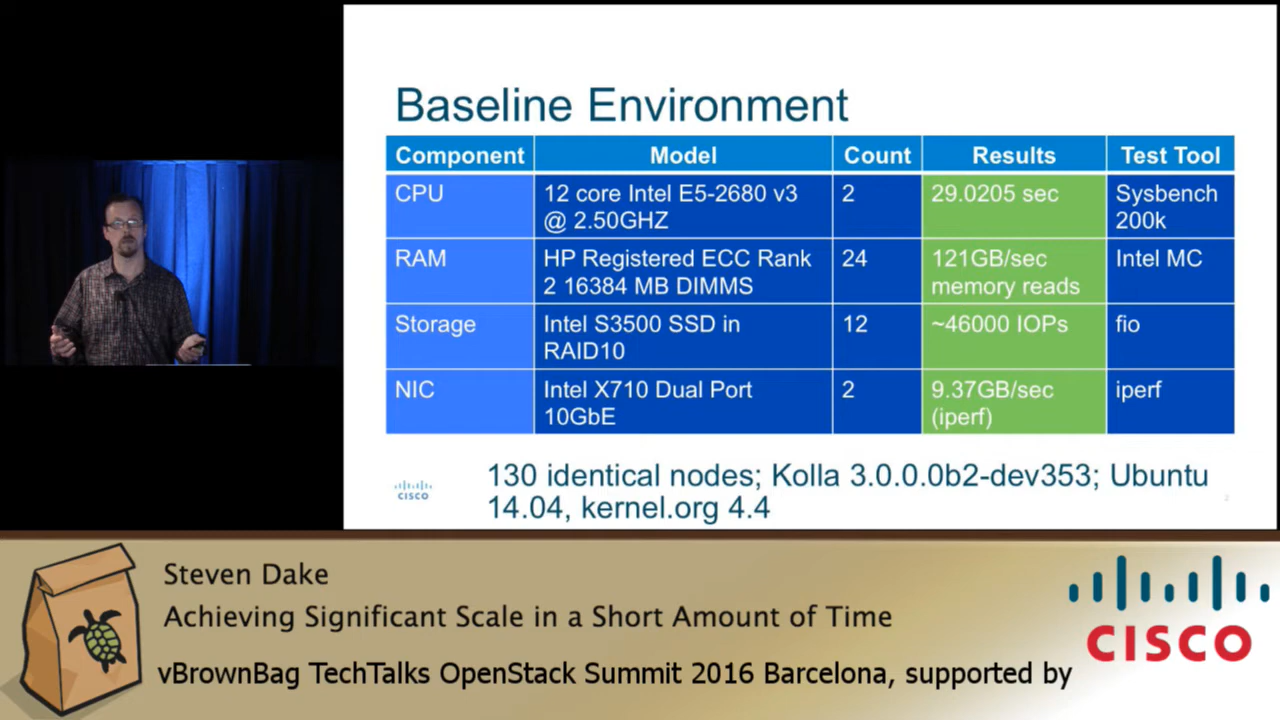 Baseline Environment
Component Model Count Results Test Tool
CPU 12 core Intel E5-2680 v3 2 29.0205 sec Sysbench
@ 2.50GHZ 200k
RAM HP Registered ECC Rank 24 121GB/sec Intel MC
2 16384 MB DIMMS memory reads
Storage Intel S3500 SSD in 12 ~46000 IOPs fio
RAID10
NIC Intel X710 Dual Port 2 9.37GB/sec iperf
10GbE (iperf)
130 identical nodes; Kolla 3.0.0.0b2-dev353; Ubuntu
14.04, kernel.org 4.4
CISCO
2
Steven Dake
Achieving Significant Scale in a Short Amount of Time
vBrownBag TechTalks OpenStack Summit 2016 Barcelona, supported by
CISCO